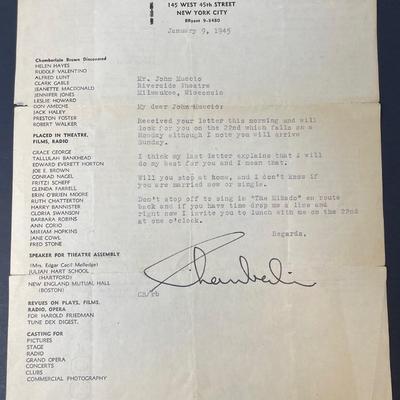 145 WEST 45th STREET
NEW YORK CITY
BRyant 9-8480
January 9, 1945
Chamberlain Brown Discovered
HELEN HAYES
RUDOLF VALENTINO
ALFRED LUNT
CLARK GABLE
JEANETTE MACDONALD
JENNIFER JONES
LESLIE HOWARD
DON AMECHE
JACK HALEY
PRESTON FOSTER
ROBERT WALKER
PLACED IN THEATRE,
FILMS, RADIO
GRACE GEORGE
TALLULAH BANKHEAD
EDWARD EVERETT HORTON
JOE E. BROWN
CONRAD NAGEL
FRITZI SCHEFF
GLENDA FARRELL
ERIN O'BRIEN MOORE
RUTH CHATTERTON
HARRY BANNISTER
GLORIA SWANSON
BARBARA ROBINS
ANN CORIO
MIRIAM HOPKINS
JANE COWL
FRED STONE
SPEAKER FOR THEATRE ASSEMBLY
(Mrs. Edgar Cecil Melledge)
JULIAN HART SCHOOL
(HARTFORD)
NEW ENGLAND MUTUAL HALL
(BOSTON)
REVUES ON PLAYS, FILMS,
RADIO, OPERA
FOR HAROLD FRIEDMAN
TUNE DEX DIGEST.
CASTING FOR
PICTURES
STAGE
RADIO
GRAND OPERA
CONCERTS
CLUBS
COMMERCIAL PHOTOGRAPHY
Mr. John Muccio
Riverside Theatre
Milwaukee, Wisconsin
My dear John Muccio:
Received your letter this morning and will
look for you on the 22nd which falls on a
Monday although I note you will arrive
Sunday.
I think my last letter explains that I will
do my best for you and I mean that.
Will you stop at home, and I don't know if
you are married now or single.
Don't stop off to sing in "The Mikado" en route
back and if you have time drop me a line and
right now I invite you to lunch with me on the 22nd
at one o'clock.
Regards.
Chamberlain
CB/rb